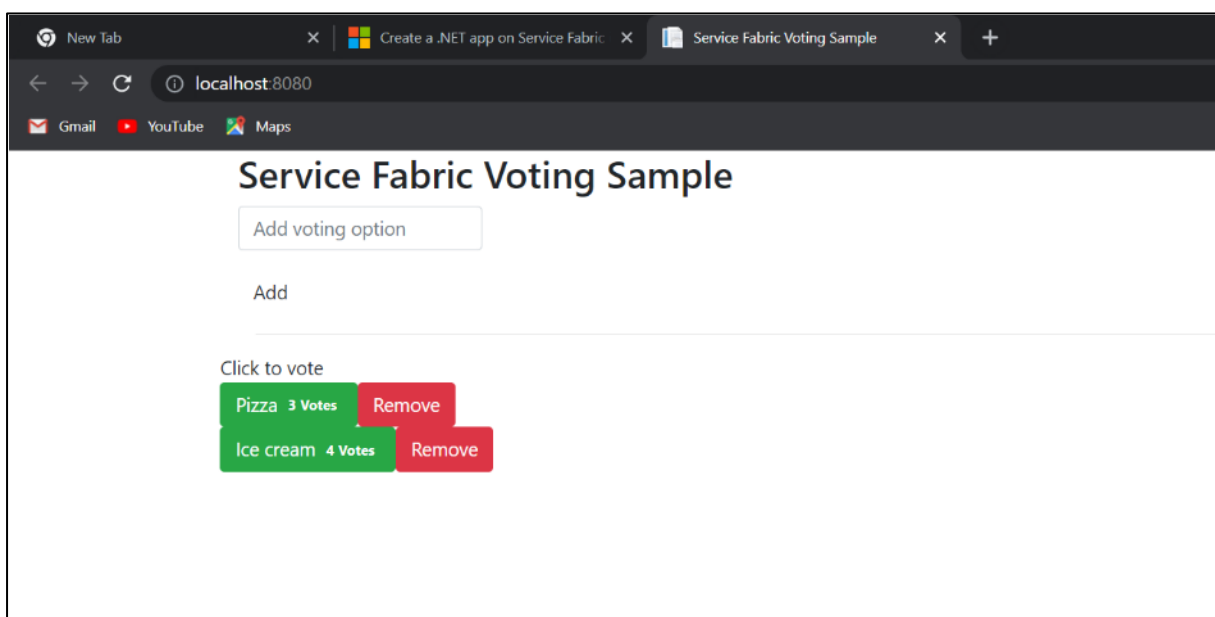 New Tab
Create a .NET app on Service Fabric
Service Fabric Voting Sample
localhost:8080
Gmail YouTube Maps
Service Fabric Voting Sample
Add voting option
Add
Click to vote
Pizza 3 Votes Remove
Ice cream 4 Votes Remove